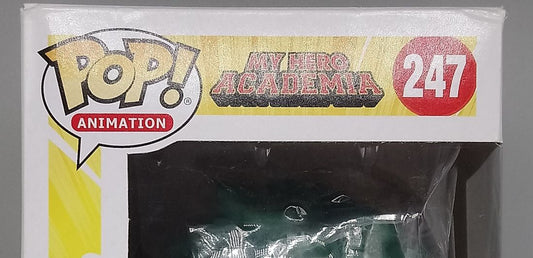 POP!®
ANIMATION
MY HERO
ACADEMIA
247